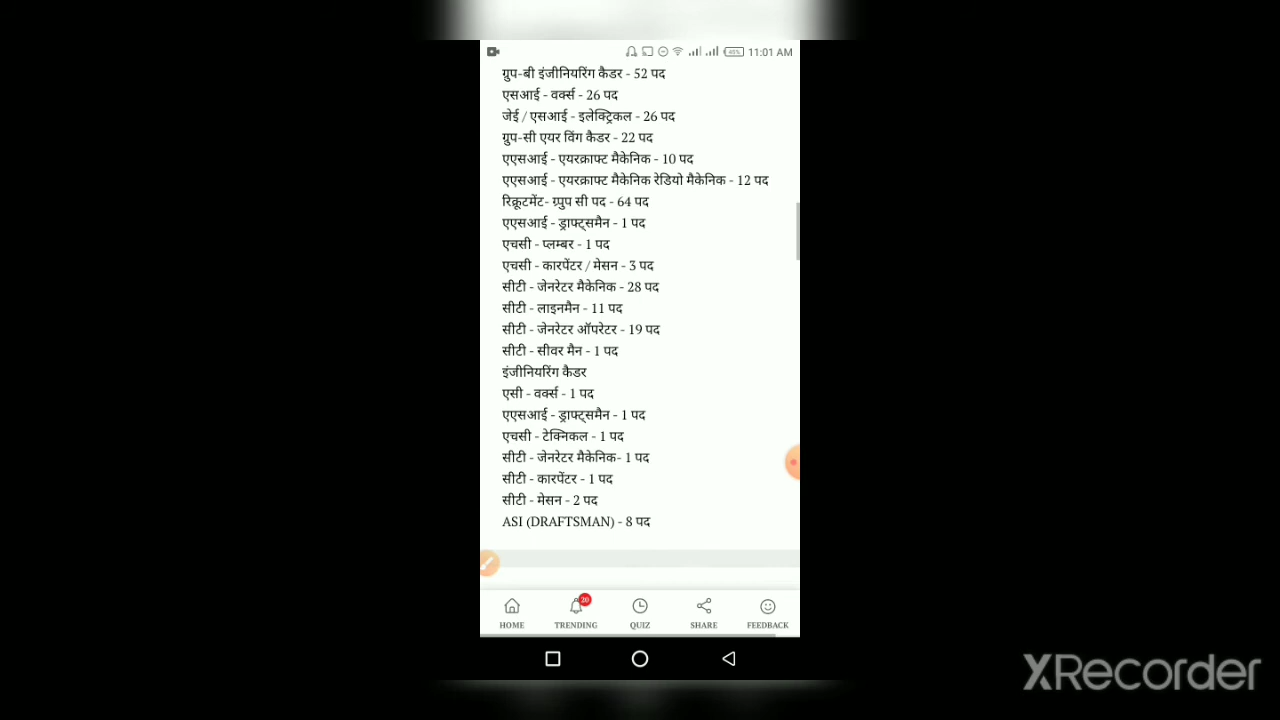 11:01 AM
ग्रुप-बी इंजीनियरिंग कैडर - 52 पद
एसआई - वर्क्स - 26 पद
जेई / एसआई - इलेक्ट्रिकल - 26 पद
ग्रुप-सी एयर विंग कैडर - 22 पद
एएसआई - एयरक्राफ्ट मैकेनिक - 10 पद
एएसआई - एयरक्राफ्ट मैकेनिक रेडियो मैकेनिक - 12 पद
रिक्रूटमेंट- ग्रुप सी पद - 64 पद
एएसआई - ड्राफ्ट्समैन - 1 पद
एचसी - प्लम्बर - 1 पद
एचसी - कारपेंटर / मेसन - 3 पद
सीटी - जेनरेटर मैकेनिक - 28 पद
सीटी - लाइनमैन - 11 पद
सीटी - जेनरेटर ऑपरेटर - 19 पद
सीटी - सीवर मैन - 1 पद
इंजीनियरिंग कैडर
एसी - वर्क्स - 1 पद
एएसआई - ड्राफ्ट्समैन - 1 पद
एचसी - टेक्निकल - 1 पद
सीटी - जेनरेटर मैकेनिक- 1 पद
सीटी - कारपेंटर - 1 पद
सीटी - मेसन - 2 पद
ASI (DRAFTSMAN) - 8 पद
20
HOME TRENDING QUIZ SHARE FEEDBACK
XRecorder